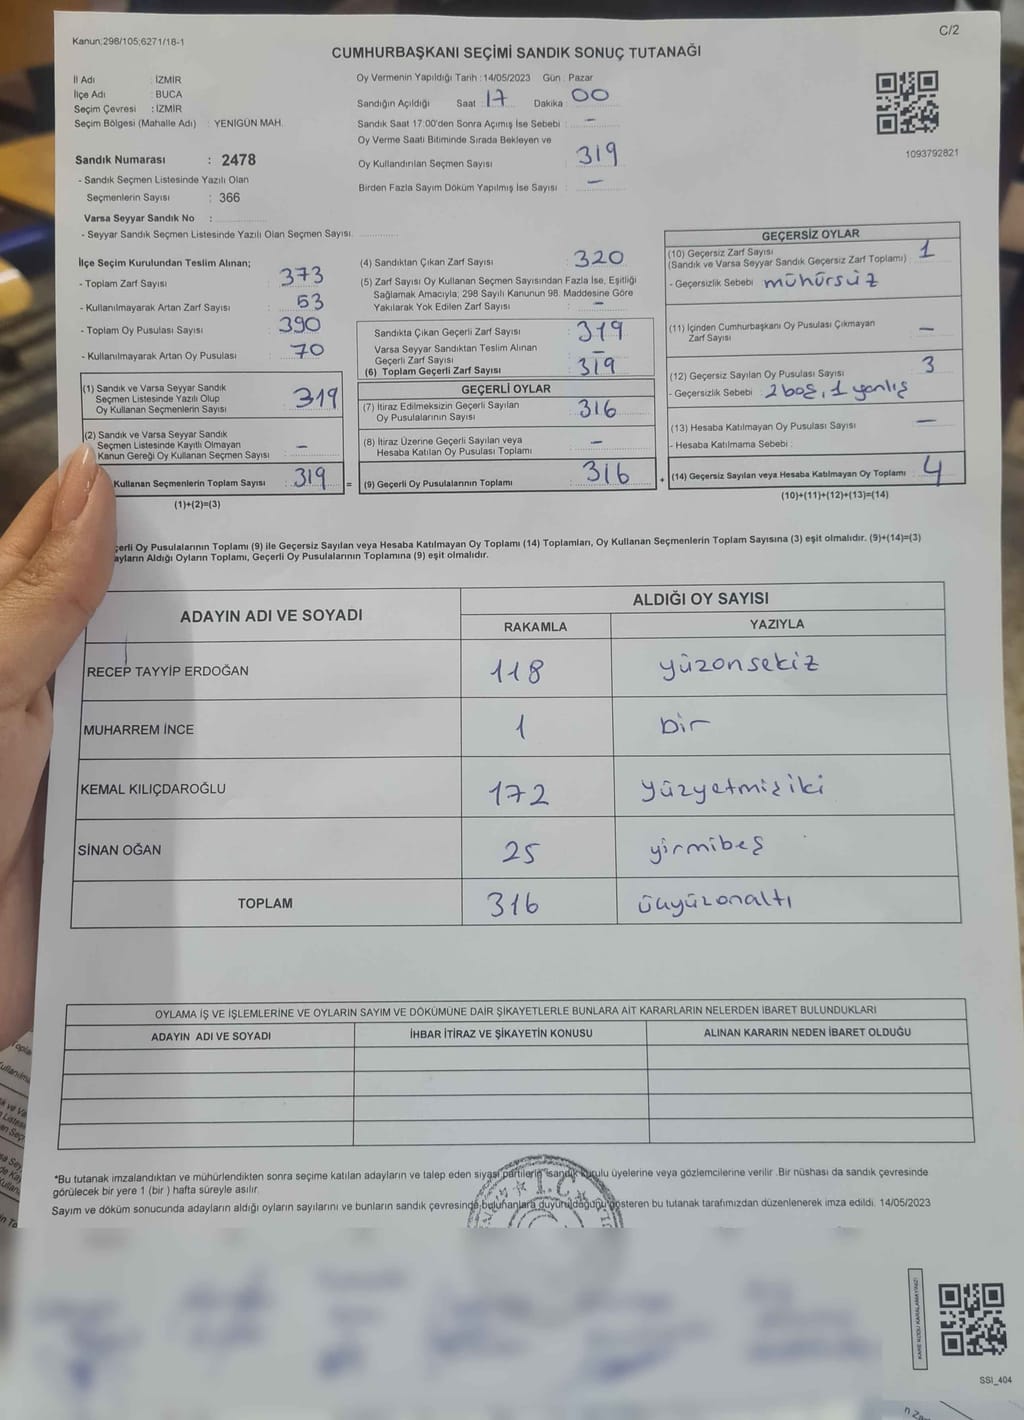 Kanun;298/105;6271/18-1
C/2
CUMHURBAŞKANI SEÇİMİ SANDIK SONUÇ TUTANAĞI
İl Adı : İZMİR
İlçe Adı : BUCA
Seçim Çevresi : İZMİR
Seçim Bölgesi (Mahalle Adı) : YENİGÜN MAH.
Sandık Numarası : 2478
- Sandık Seçmen Listesinde Yazılı Olan
Seçmenlerin Sayısı : 366
Varsa Seyyar Sandık No :
- Seyyar Sandık Seçmen Listesinde Yazılı Olan Seçmen Sayısı
Oy Vermenin Yapıldığı Tarih :14/05/2023 Gün : Pazar
Sandığın Açıldığı Saat 17 Dakika 00
Sandık Saat 17:00'den Sonra Açımış İse Sebebi : -
Oy Verme Saati Bitiminde Sırada Bekleyen ve
Oy Kullandırılan Seçmen Sayısı 319
Birden Fazla Sayım Döküm Yapılmış İse Sayısı : -
1093792821
İlçe Seçim Kurulundan Teslim Alınan;
- Toplam Zarf Sayısı : 373
- Kullanılmayarak Artan Zarf Sayısı : 53
- Toplam Oy Pusulası Sayısı : 390
- Kullanılmayarak Artan Oy Pusulası : 70
(1) Sandık ve Varsa Seyyar Sandık
Seçmen Listesinde Yazılı Olup
Oy Kullanan Seçmenlerin Sayısı : 319
(2) Sandık ve Varsa Seyyar Sandık
Seçmen Listesinde Kayıtlı Olmayan
Kanun Gereği Oy Kullanan Seçmen Sayısı : -
Kullanan Seçmenlerin Toplam Sayısı : 319 =
(1)+(2)=(3)
(4) Sandıktan Çıkan Zarf Sayısı : 320
(5) Zarf Sayısı Oy Kullanan Seçmen Sayısından Fazla İse, Eşitliği
Sağlamak Amacıyla; 298 Sayılı Kanunun 98. Maddesine Göre
Yakılarak Yok Edilen Zarf Sayısı : -
Sandıkta Çıkan Geçerli Zarf Sayısı : 319
Varsa Seyyar Sandıktan Teslim Alınan
Geçerli Zarf Sayısı : -
(6) Toplam Geçerli Zarf Sayısı : 319
GEÇERLİ OYLAR
(7) İtiraz Edilmeksizin Geçerli Sayılan
Oy Pusulalarının Sayısı : 316
(8) İtiraz Üzerine Geçerli Sayılan veya
Hesaba Katılan Oy Pusulası Toplamı : -
(9) Geçerli Oy Pusulalarının Toplamı : 316 +
GEÇERSİZ OYLAR
(10) Geçersiz Zarf Sayısı
(Sandık ve Varsa Seyyar Sandık Geçersiz Zarf Toplamı) : 1
- Geçersizlik Sebebi : mühürsüz
(11) İçinden Cumhurbaşkanı Oy Pusulası Çıkmayan
Zarf Sayısı : -
(12) Geçersiz Sayılan Oy Pusulası Sayısı : 3
- Geçersizlik Sebebi : 2 boş, 1 yanlış
(13) Hesaba Katılmayan Oy Pusulası Sayısı : -
- Hesaba Katılmama Sebebi :
(14) Geçersiz Sayılan veya Hesaba Katılmayan Oy Toplamı : 4
(10)+(11)+(12)+(13)=(14)
çerli Oy Pusulalarının Toplamı (9) ile Geçersiz Sayılan veya Hesaba Katılmayan Oy Toplamı (14) Toplamları, Oy Kullanan Seçmenlerin Toplam Sayısına (3) eşit olmalıdır. (9)+(14)=(3)
ayların Aldığı Oyların Toplamı, Geçerli Oy Pusulalarının Toplamına (9) eşit olmalıdır.
ADAYIN ADI VE SOYADI
ALDIĞI OY SAYISI
RAKAMLA YAZIYLA
RECEP TAYYİP ERDOĞAN 118 yüzonsekiz
MUHARREM İNCE 1 bir
KEMAL KILIÇDAROĞLU 172 yüzyetmişiki
SİNAN OĞAN 25 yirmibeş
TOPLAM 316 üçyüzonaltı
OYLAMA İŞ VE İŞLEMLERİNE VE OYLARIN SAYIM VE DÖKÜMÜNE DAİR ŞİKAYETLERLE BUNLARA AİT KARARLARIN NELERDEN İBARET BULUNDUKLARI
ADAYIN ADI VE SOYADI İHBAR İTİRAZ VE ŞİKAYETİN KONUSU ALINAN KARARIN NEDEN İBARET OLDUĞU
*Bu tutanak imzalandıktan ve mühürlendikten sonra seçime katılan adayların ve talep eden siyasi partilerin sandık kurulu üyelerine veya gözlemcilerine verilir .Bir nüshası da sandık çevresinde
görülecek bir yere 1 (bir ) hafta süreyle asılır.
Sayım ve döküm sonucunda adayların aldığı oyların sayılarını ve bunların sandık çevresinde bulunanlara duyurulduğunu gösteren bu tutanak tarafımızdan düzenlenerek imza edildi. 14/05/2023
T.C.
KARE KODU KARALAMAYINIZ!
SSI_404